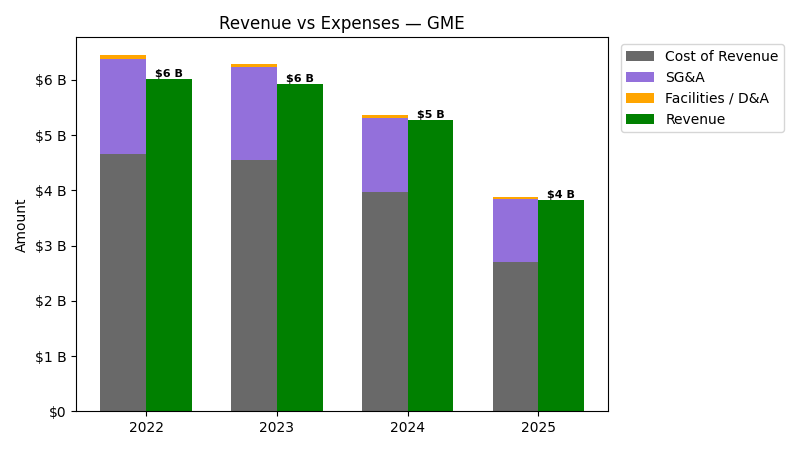 Revenue vs Expenses — GME
Cost of Revenue
SG&A
Facilities / D&A
Revenue
Amount
$6 B
$5 B
$4 B
$3 B
$2 B
$1 B
$0
$6 B
$6 B
$5 B
$4 B
2022
2023
2024
2025